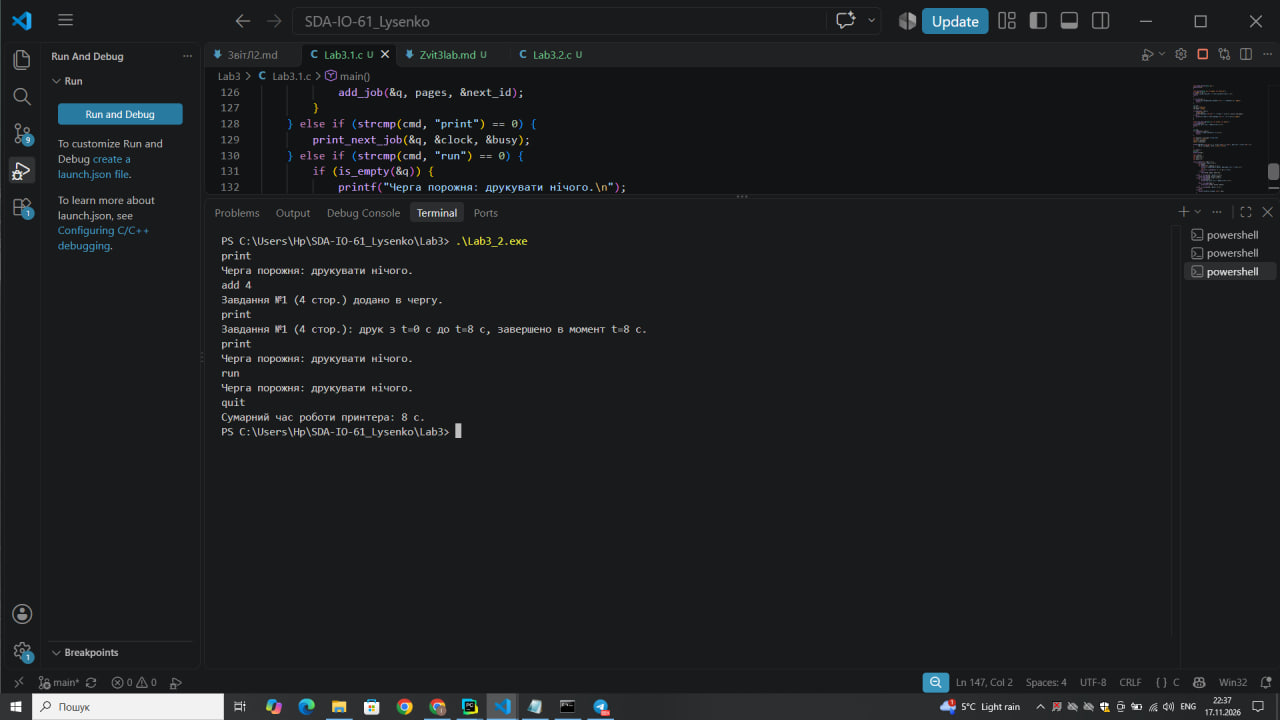 SDA-IO-61_Lysenko
Update
Run And Debug
ЗвітЛ2.md
Lab3.1.c U
Zvit3lab.md U
Lab3.2.c U
Run
Lab3 > C Lab3.1.c > main()
Run and Debug
To customize Run and
Debug create a
launch.json file.
To learn more about
launch.json, see
Configuring C/C++
debugging.
126 add_job(&q, pages, &next_id);
127 }
128 } else if (strcmp(cmd, "print") == 0) {
129 print_next_job(&q, &clock, &busy);
130 } else if (strcmp(cmd, "run") == 0) {
131 if (is_empty(&q)) {
132 printf("Черга порожня: друкувати нічого.\n");
Problems Output Debug Console Terminal Ports
PS C:\Users\Hp\SDA-IO-61_Lysenko\Lab3> .\Lab3_2.exe
print
Черга порожня: друкувати нічого.
add 4
Завдання №1 (4 стор.) додано в чергу.
print
Завдання №1 (4 стор.): друк з t=0 с до t=8 с, завершено в момент t=8 с.
print
Черга порожня: друкувати нічого.
run
Черга порожня: друкувати нічого.
quit
Сумарний час роботи принтера: 8 с.
PS C:\Users\Hp\SDA-IO-61_Lysenko\Lab3>
powershell
powershell
powershell
Breakpoints
main* 0 0
Ln 147, Col 2 Spaces: 4 UTF-8 CRLF { } C Win32
Пошук
5°C Light rain
ENG
22:37
17.11.2026